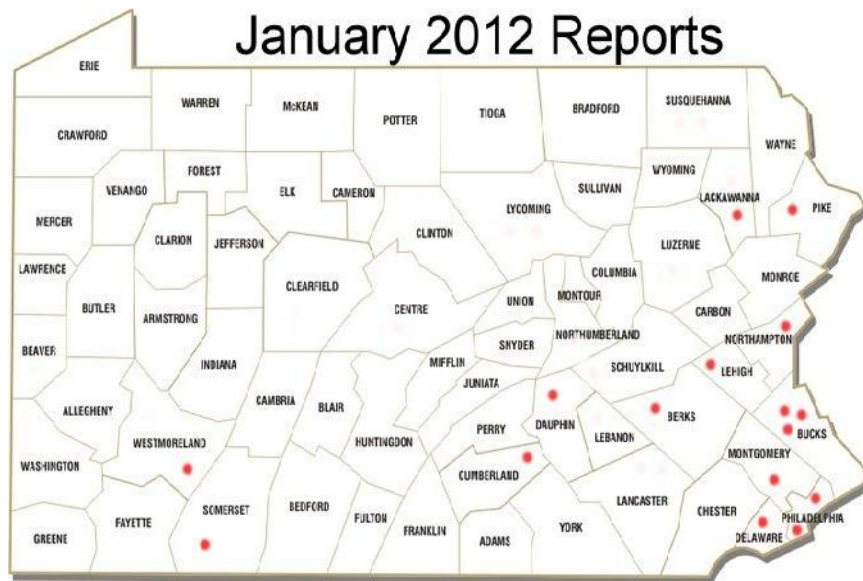 January 2012 Reports
ERIE
WARREN
McKEAN
POTTER
TIOGA
BRADFORD
SUSQUEHANNA
CRAWFORD
WAYNE
FOREST
WYOMING
VENANGO
ELK
CAMERON
SULLIVAN
LACKAWANNA
MERCER
LYCOMING
PIKE
CLARION
JEFFERSON
CLINTON
LUZERNE
LAWRENCE
COLUMBIA
MONROE
CLEARFIELD
BUTLER
ARMSTRONG
CENTRE
UNION
MONTOUR
CARBON
NORTHUMBERLAND
NORTHAMPTON
BEAVER
SNYDER
INDIANA
MIFFLIN
SCHUYLKILL
LEHIGH
JUNIATA
ALLEGHENY
CAMBRIA
BLAIR
BERKS
PERRY
DAUPHIN
LEBANON
BUCKS
HUNTINGDON
WESTMORELAND
MONTGOMERY
WASHINGTON
CUMBERLAND
LANCASTER
SOMERSET
BEDFORD
FULTON
CHESTER
PHILADELPHIA
FAYETTE
FRANKLIN
YORK
GREENE
ADAMS
DELAWARE